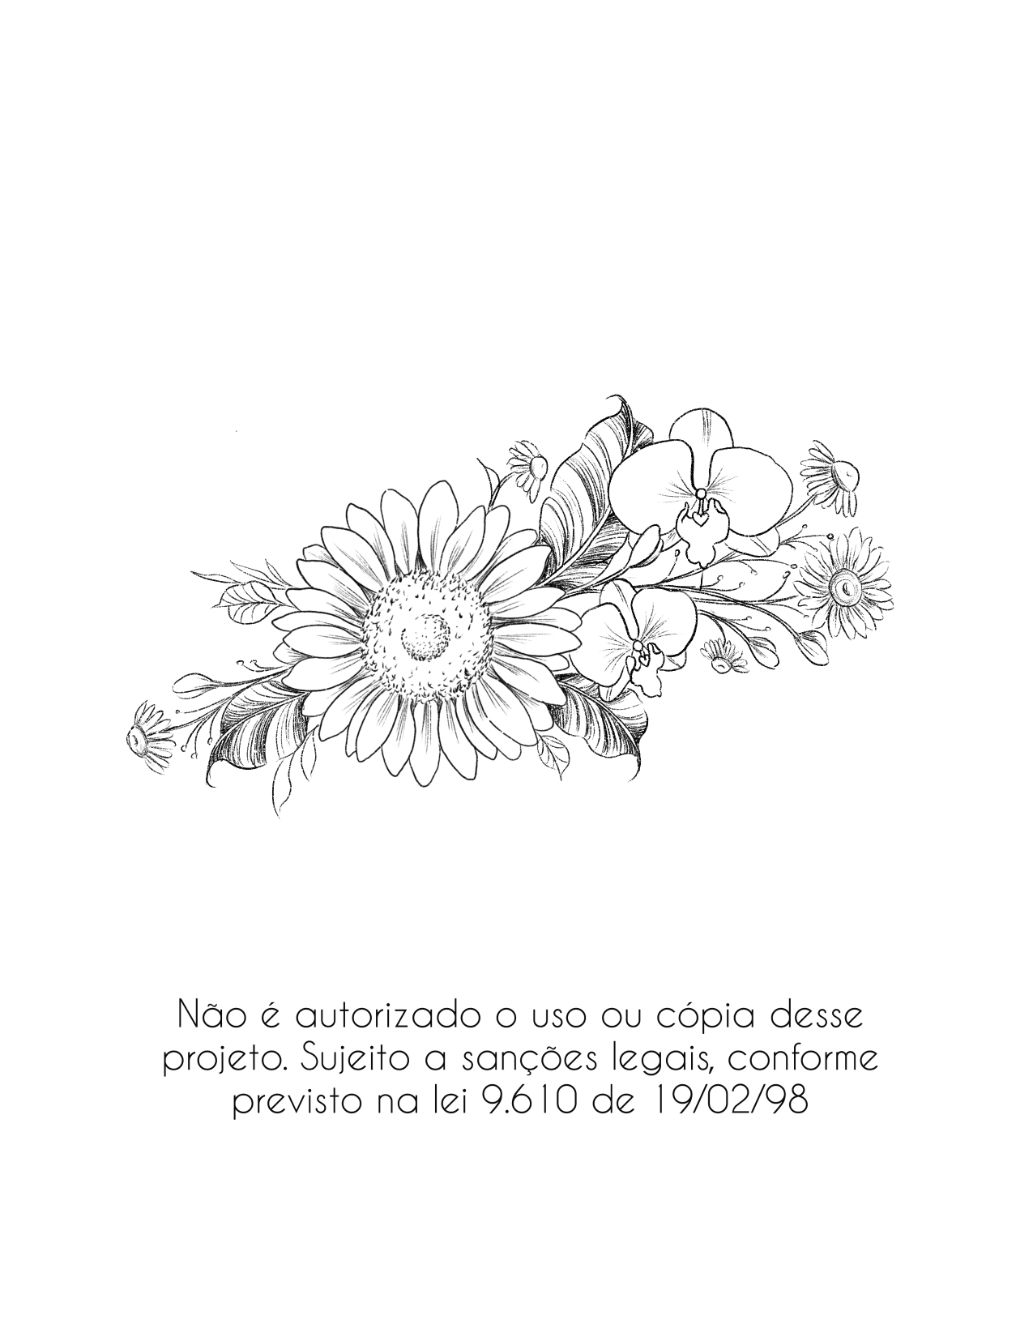 Não é autorizado o uso ou cópia desse
projeto. Sujeito a sanções legais, conforme
previsto na lei 9.610 de 19/02/98